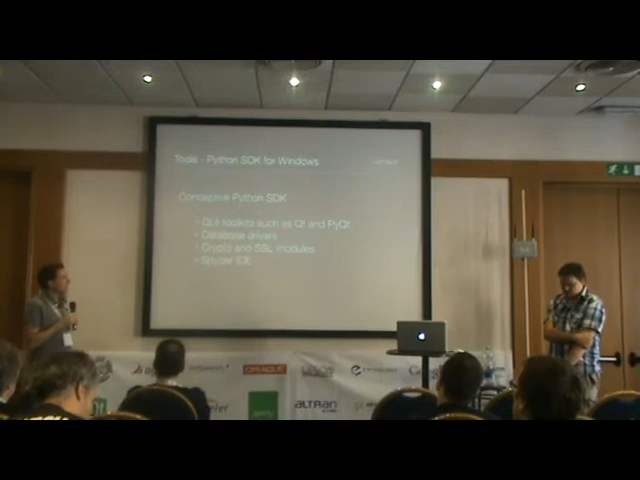 Tools - Python SDK for Windows
Conceptive Python SDK
- GUI toolkits such as Qt and PyQt
- Database drivers
- Crypto and SSL modules
- Spyder IDE
ORACLE
Google
ALTRAN